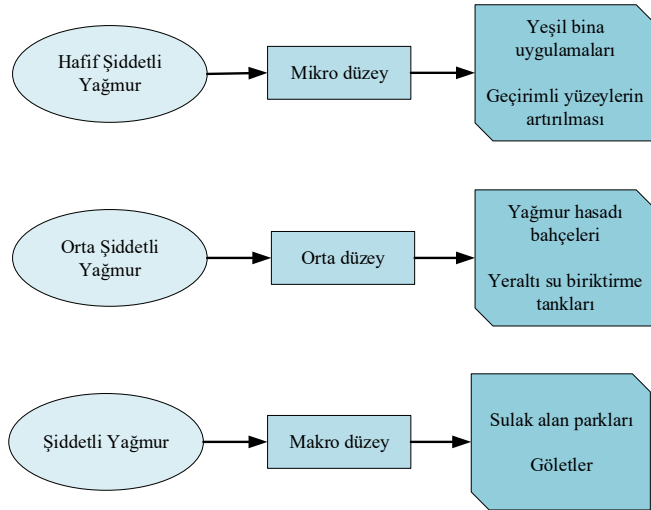 Hafif Şiddetli
Yağmur
Mikro düzey
Yeşil bina
uygulamaları
Geçirimli yüzeylerin
artırılması
Orta Şiddetli
Yağmur
Orta düzey
Yağmur hasadı
bahçeleri
Yeraltı su biriktirme
tankları
Şiddetli Yağmur
Makro düzey
Sulak alan parkları
Göletler